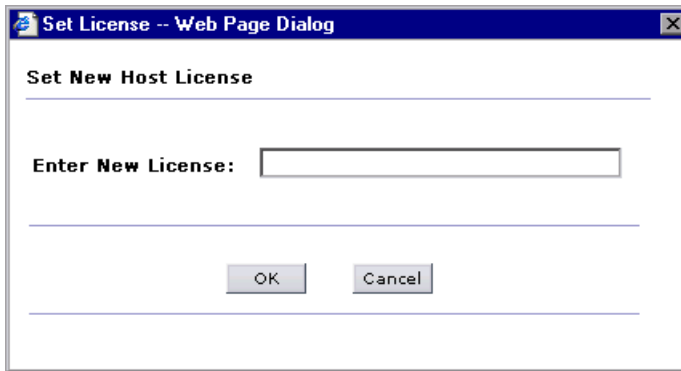 Set License -- Web Page Dialog
Set New Host License
Enter New License:
OK Cancel